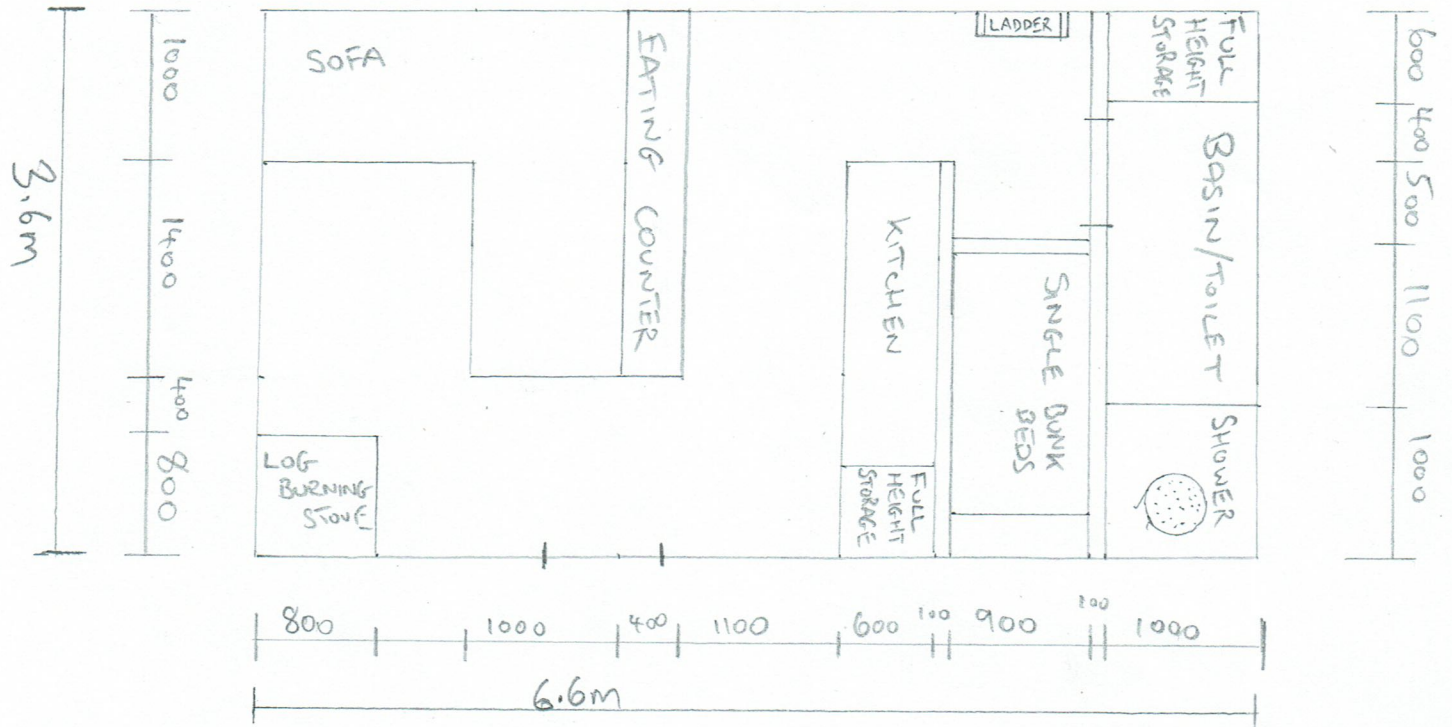 LADDER
SOFA
EATING COUNTER
FULL
HEIGHT
STORAGE
BASIN/TOILET
KITCHEN
SINGLE BUNK
BEDS
SHOWER
FULL
HEIGHT
STORAGE
LOG
BURNING
STOVE
1000
1400
400
800
3.6m
600
400
500
1100
1000
800
1000
400
1100
600
100
900
100
1000
6.6m